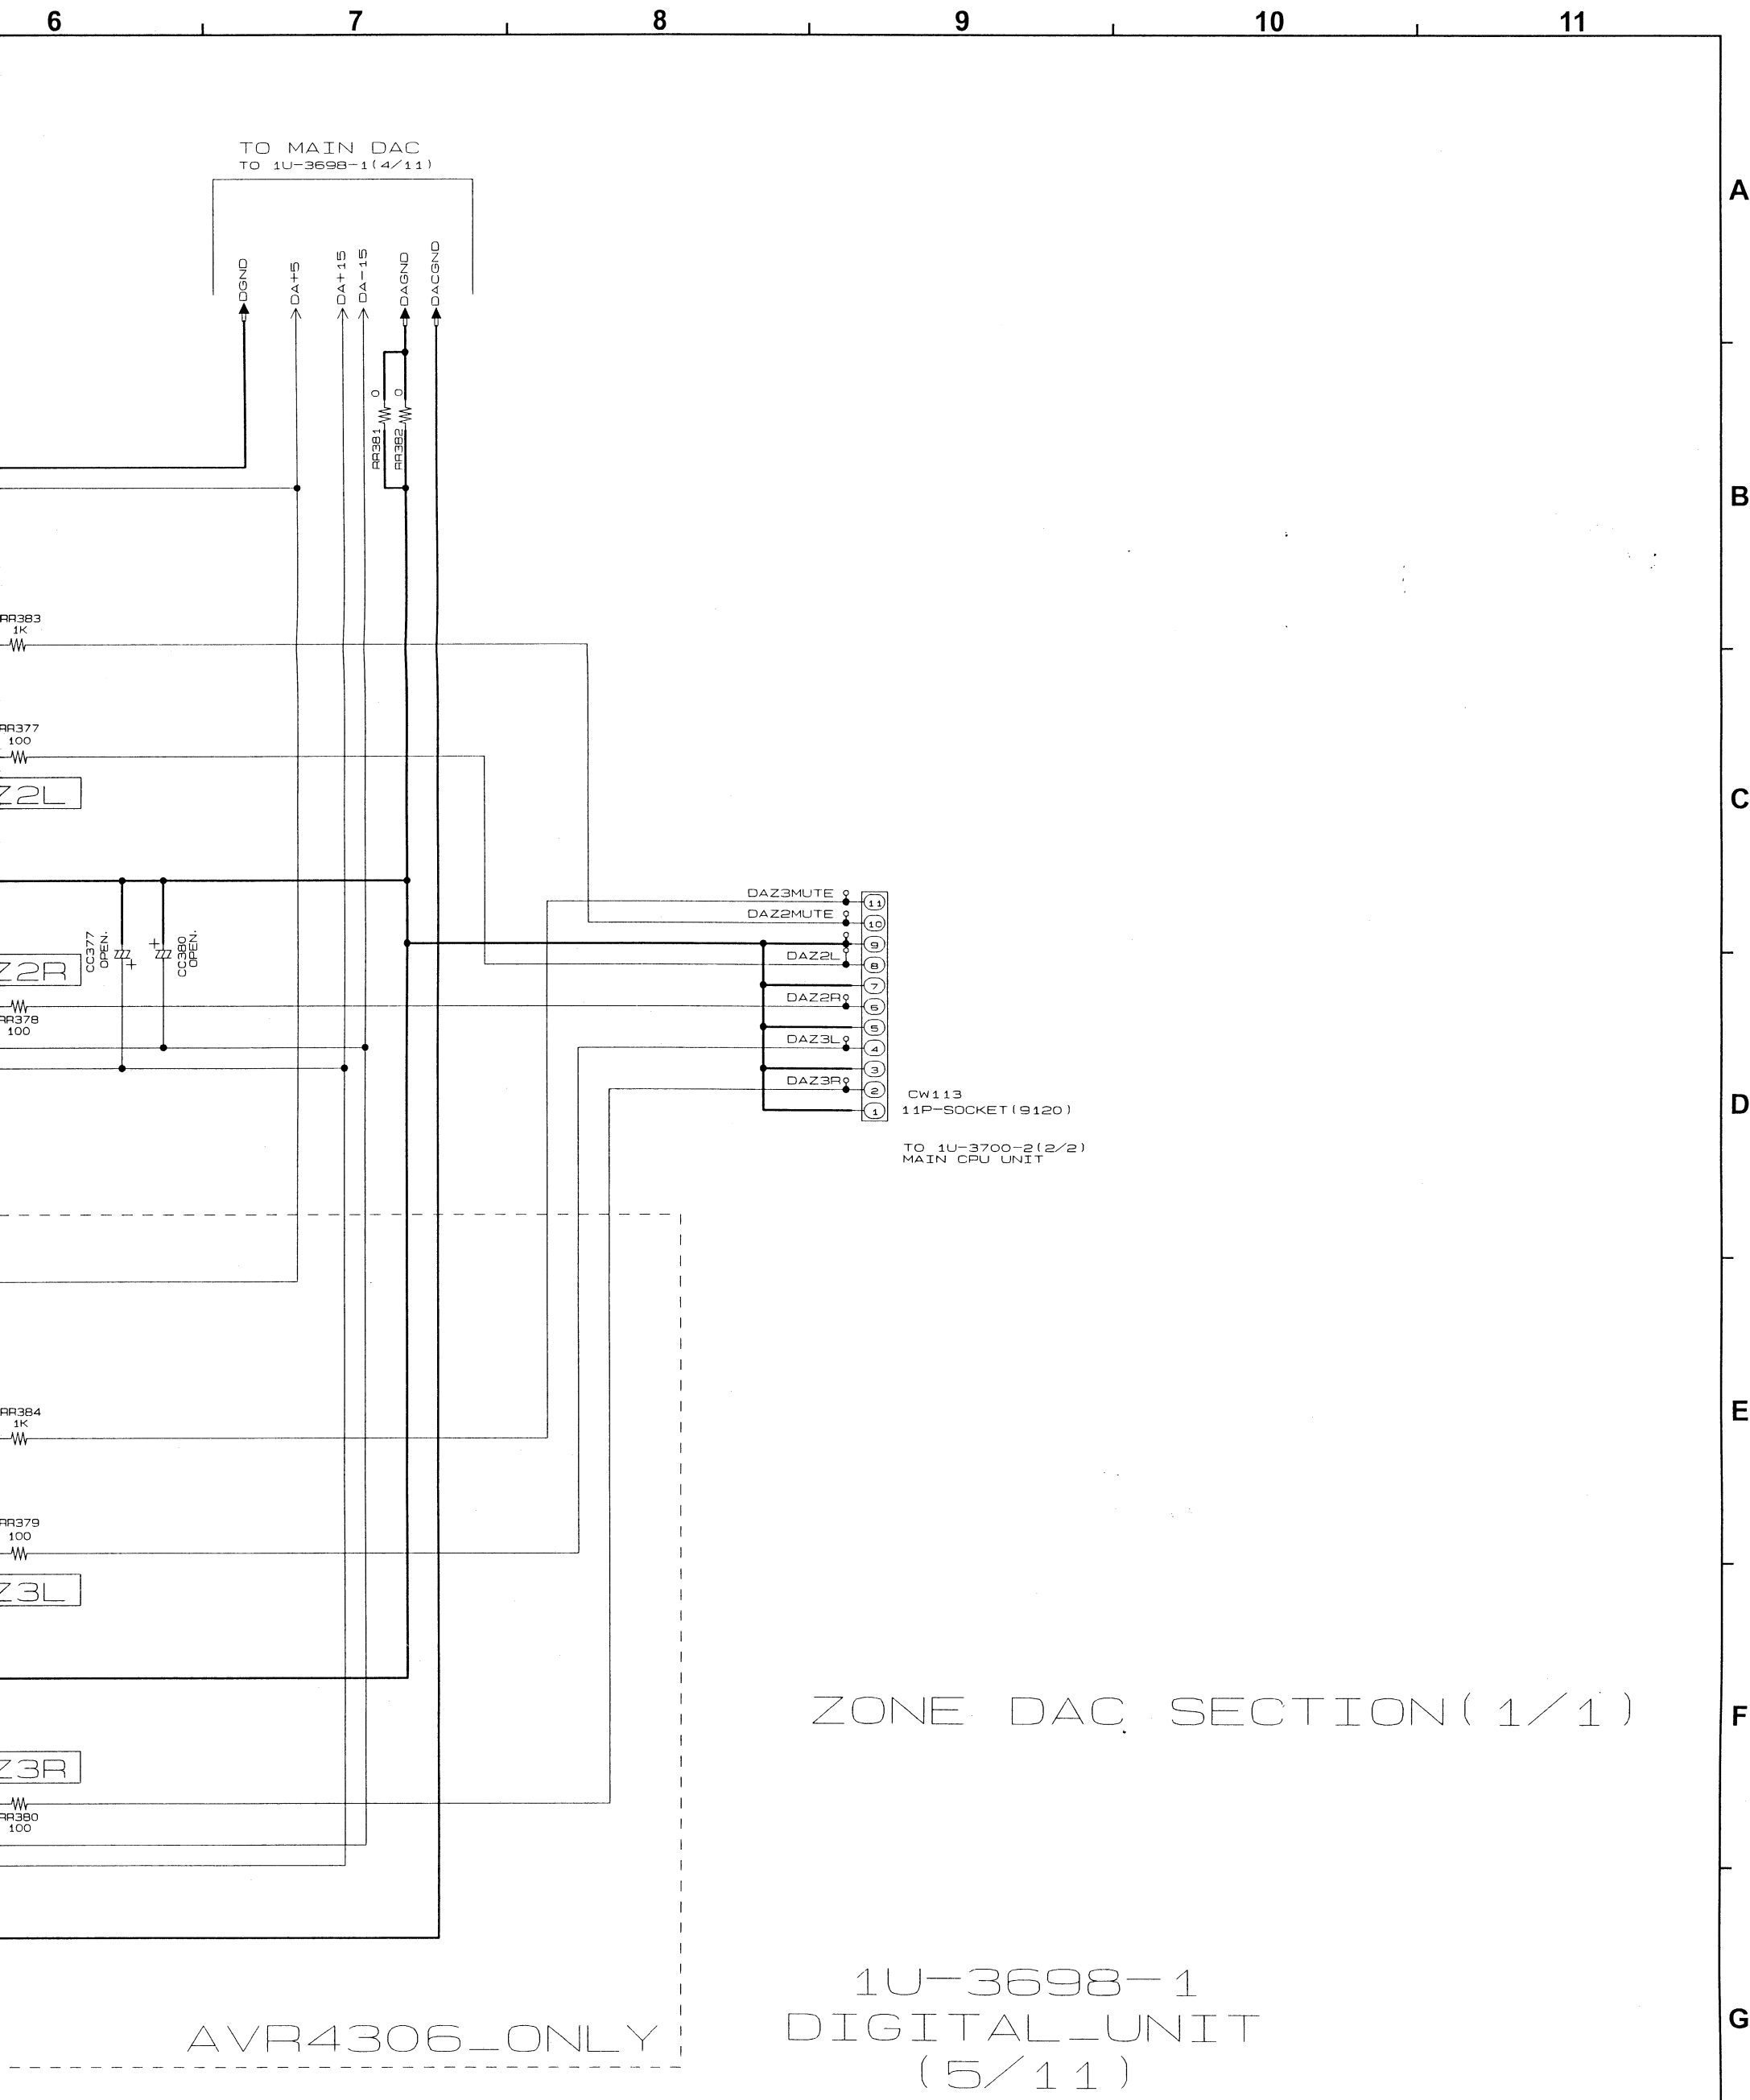 6 7 8 9 10 11
TO MAIN DAC
TO 1U-3698-1(4/11)
A
DGND
DA+5
DA+15
DA-15
DAGND
DACGND
RR381 0
RR382 0
B
RR383
1K
RR377
100
Z2L
C
DAZ3MUTE 11
DAZ2MUTE 10
9
DAZ2L 8
7
DAZ2R 6
5
DAZ3L 4
3
DAZ3R 2
1
CC377
OPEN.
+
+
CC380
OPEN.
Z2R
RR378
100
CW113
11P-SOCKET(9120)
D
TO 1U-3700-2(2/2)
MAIN CPU UNIT
RR384
1K
E
RR379
100
Z3L
ZONE DAC SECTION(1/1)
F
Z3R
RR380
100
1U-3698-1
DIGITAL_UNIT
(5/11)
G
AVR4306_ONLY